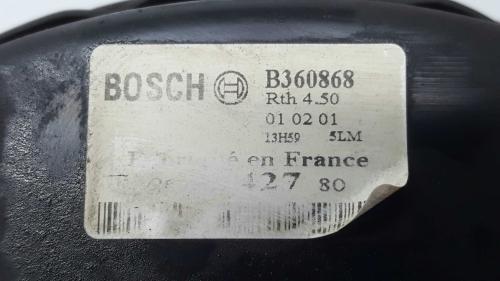 BOSCH B360868
Rth 4.50
01 02 01
13H59 5LM
en France
427 80